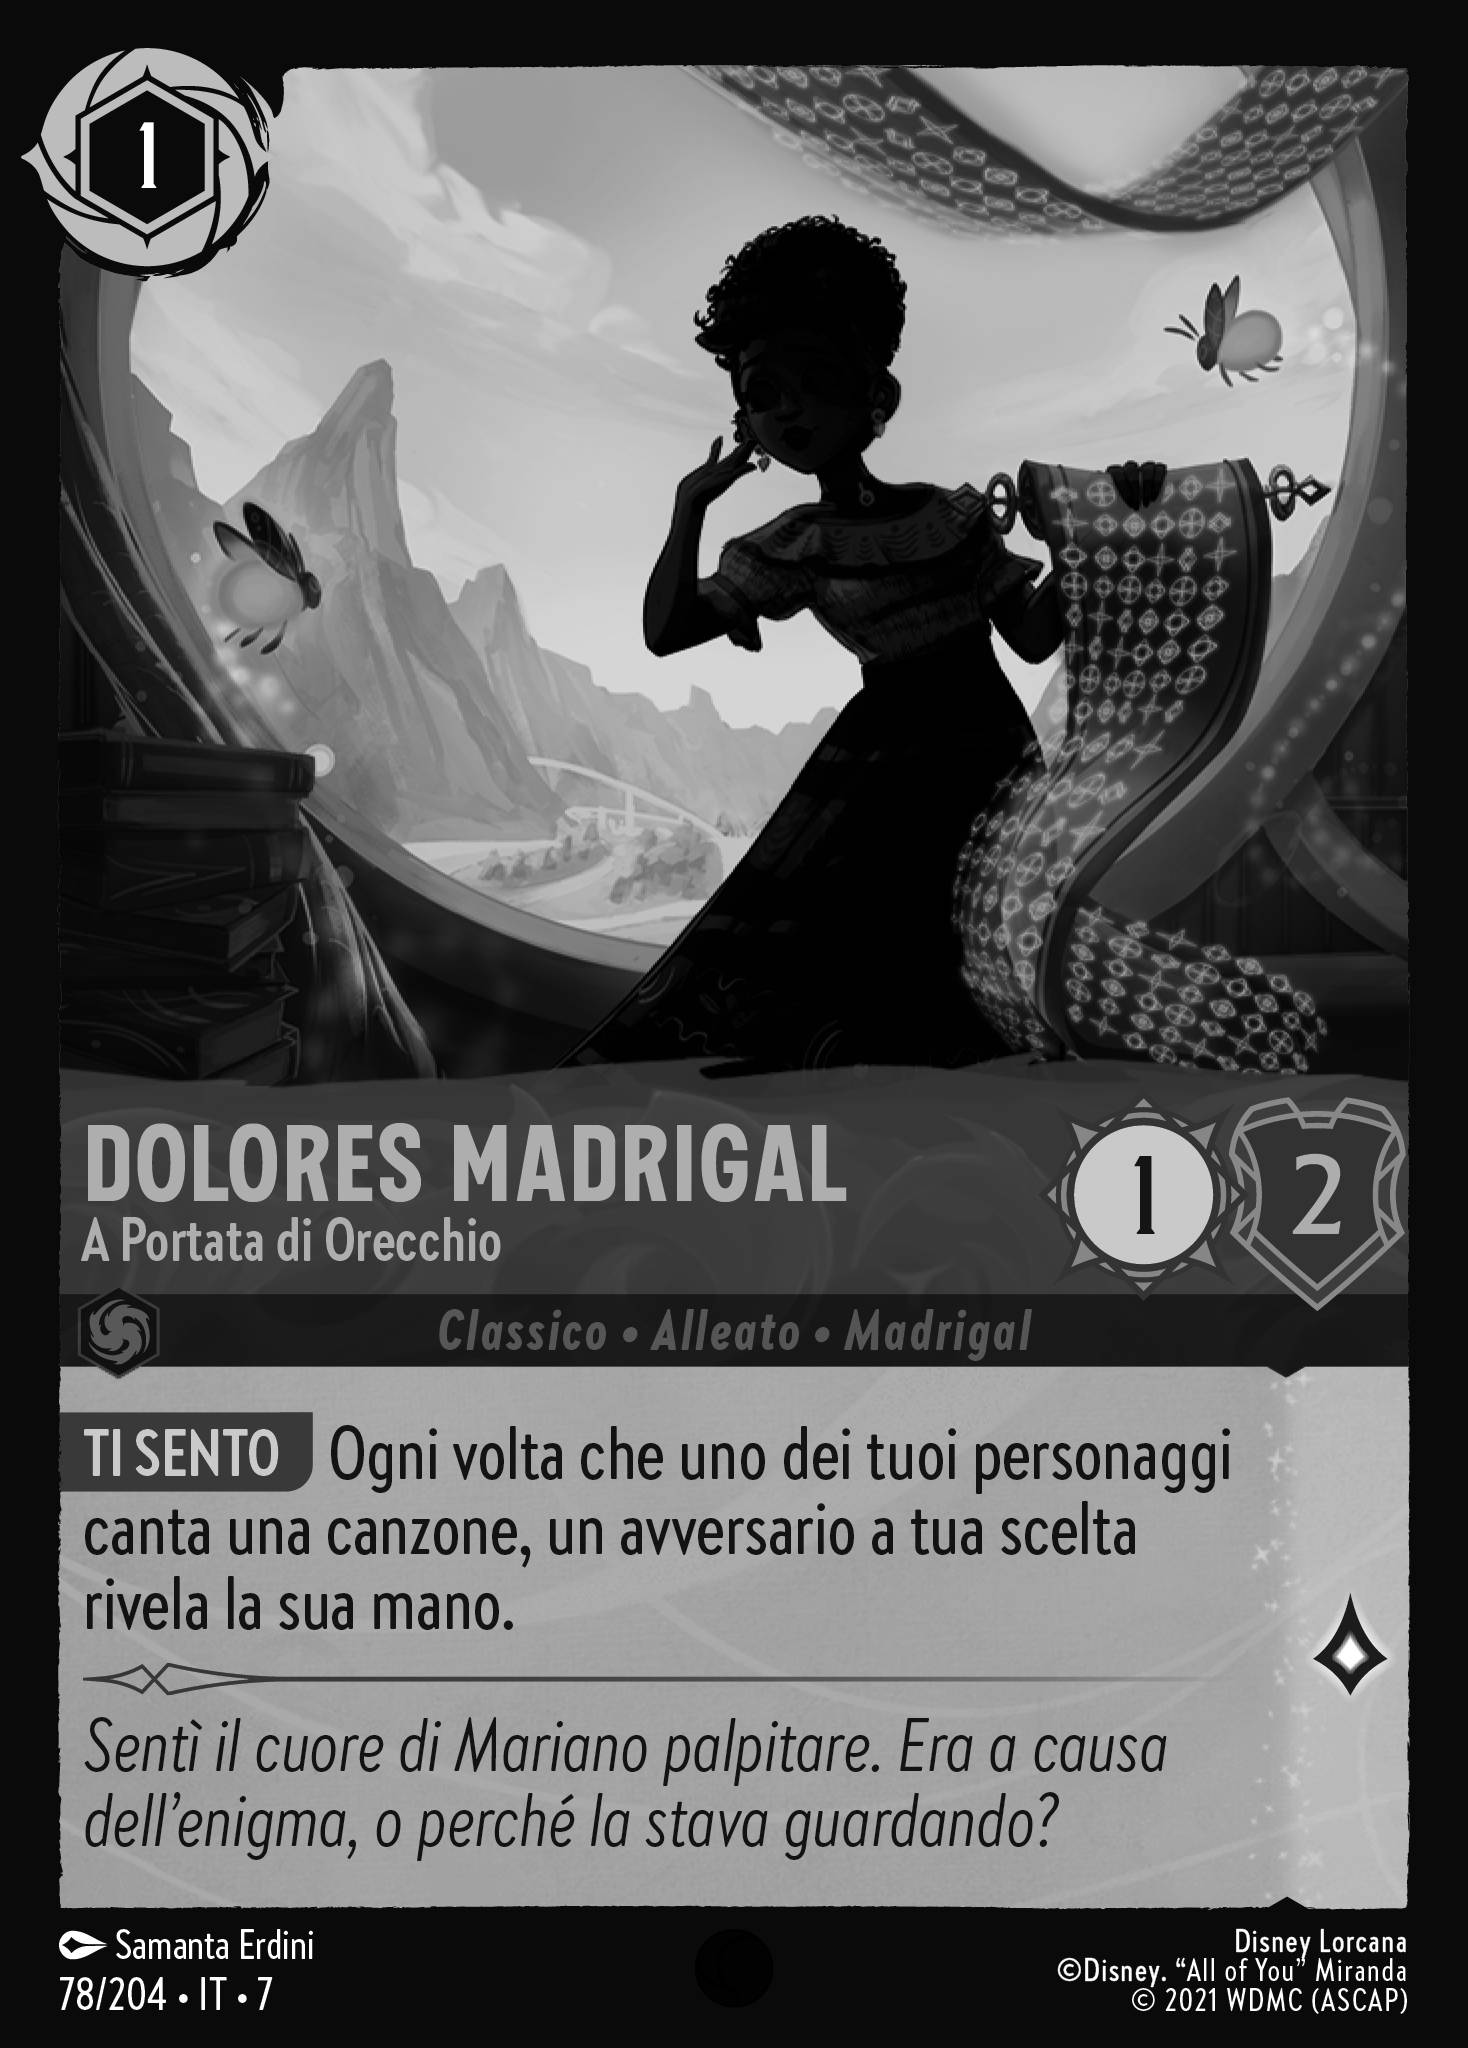 1
DOLORES MADRIGAL
A Portata di Orecchio
1
2
Classico • Alleato • Madrigal
TI SENTO Ogni volta che uno dei tuoi personaggi
canta una canzone, un avversario a tua scelta
rivela la sua mano.
Sentì il cuore di Mariano palpitare. Era a causa
dell’enigma, o perché la stava guardando?
Samanta Erdini
78/204 • IT • 7
Disney Lorcana
©Disney. “All of You” Miranda
© 2021 WDMC (ASCAP)